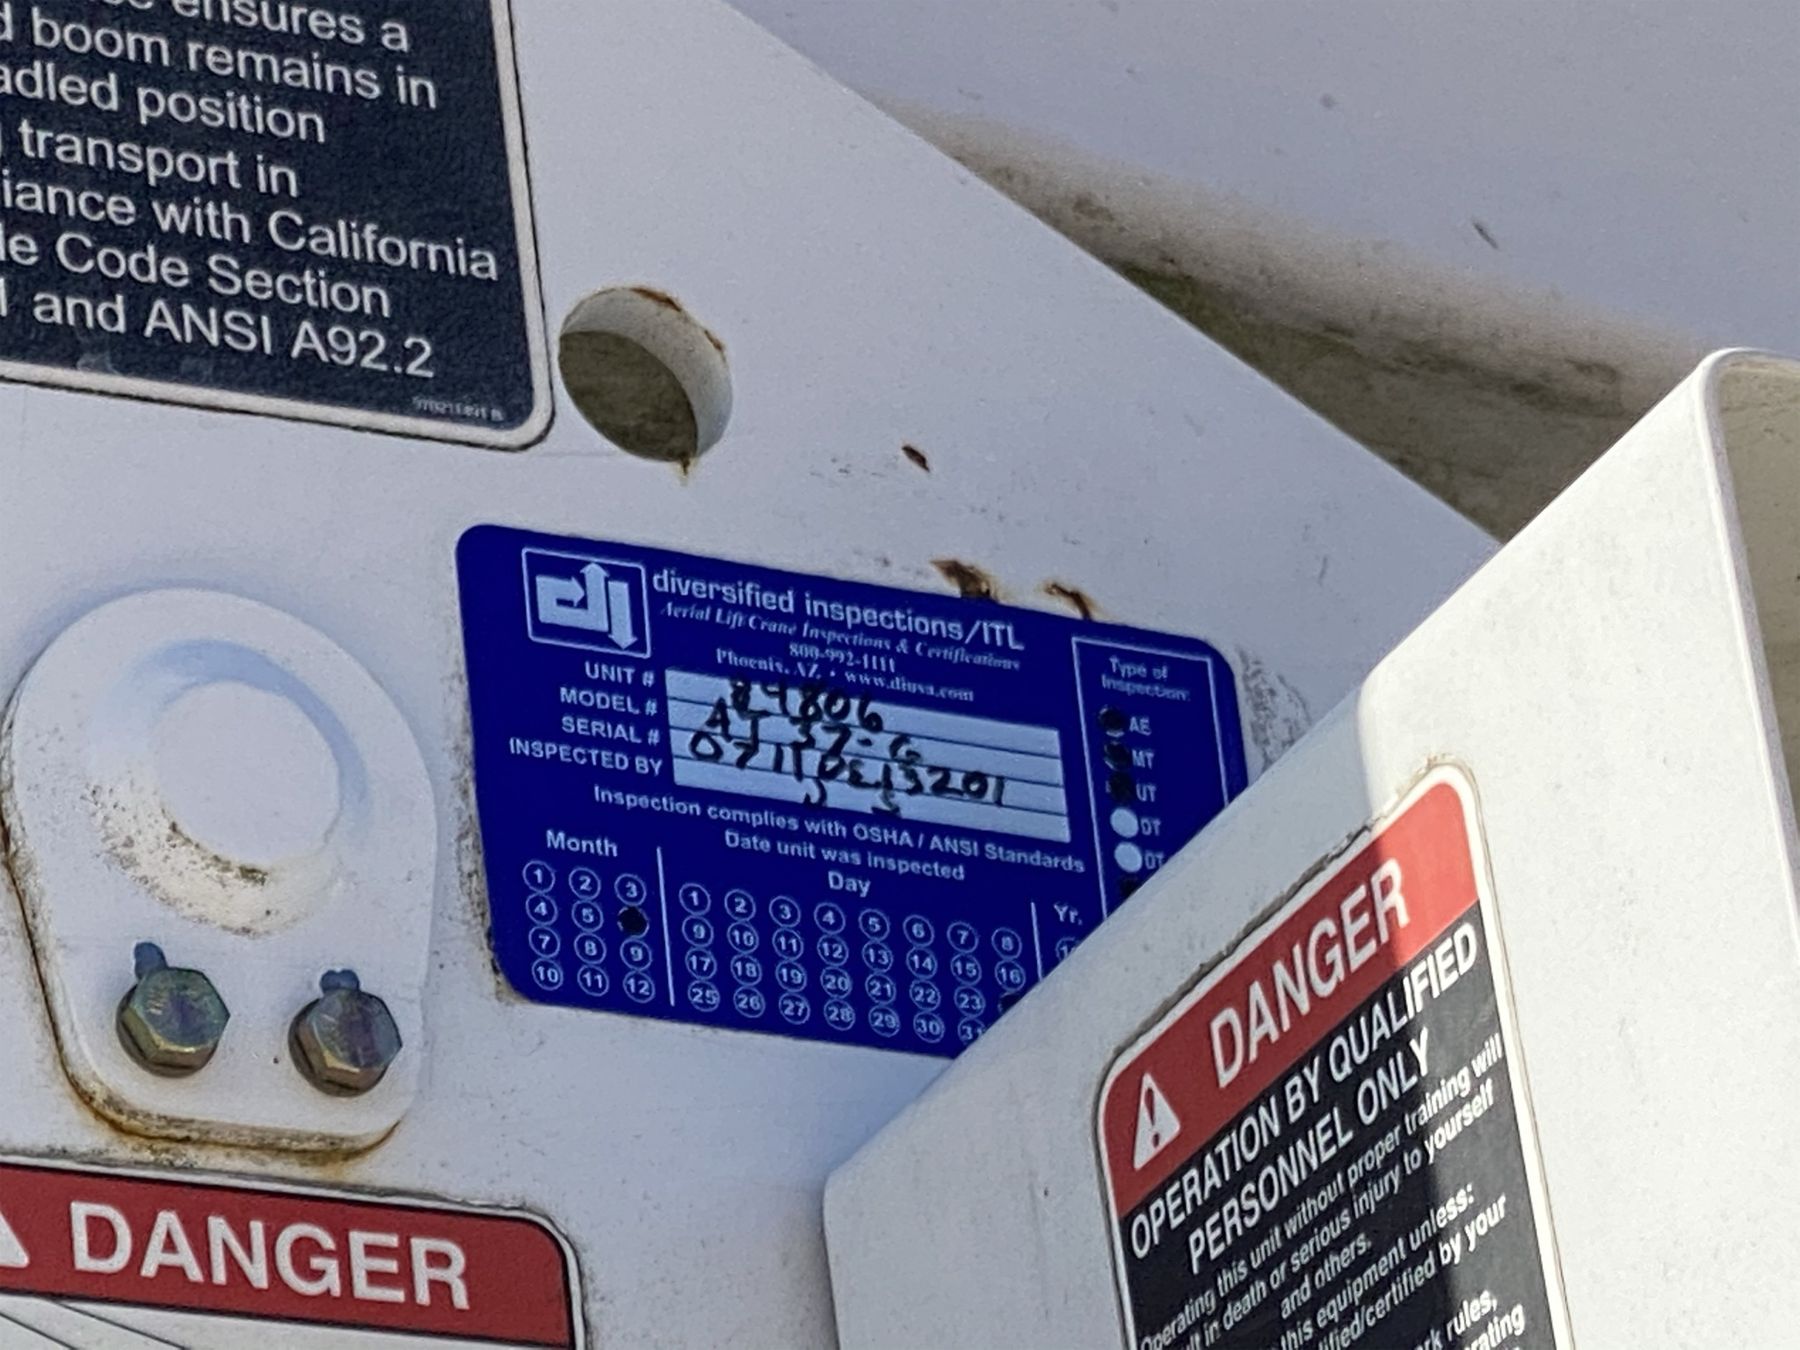 ensures a
boom remains in
position
transport in
with California
Code Section
and ANSI A92.2
diversified inspections/ITL
Aerial Lift/Crane Inspections & Certifications
800-992-1111
Phoenix, AZ • www.diusa.com
UNIT # 84806
MODEL # AT 37-G
SERIAL #
INSPECTED BY
Inspection complies with OSHA / ANSI Standards
Date unit was inspected
Type of
Inspection:
AE
MT
UT
DT
Month
1 2 3
4 5
7 8 9
10 11 12
Day
1 2 3 4 5 6 7 8
9 10 11 12 13 14 15 16
17 18 19 20 21 22 23
25 26 27 28 29 30 31
Yr.
DANGER
DANGER
OPERATION BY QUALIFIED
PERSONNEL ONLY
Operating this unit without proper training will
in death or serious injury to yourself
and others.
this equipment unless:
by your
rules,